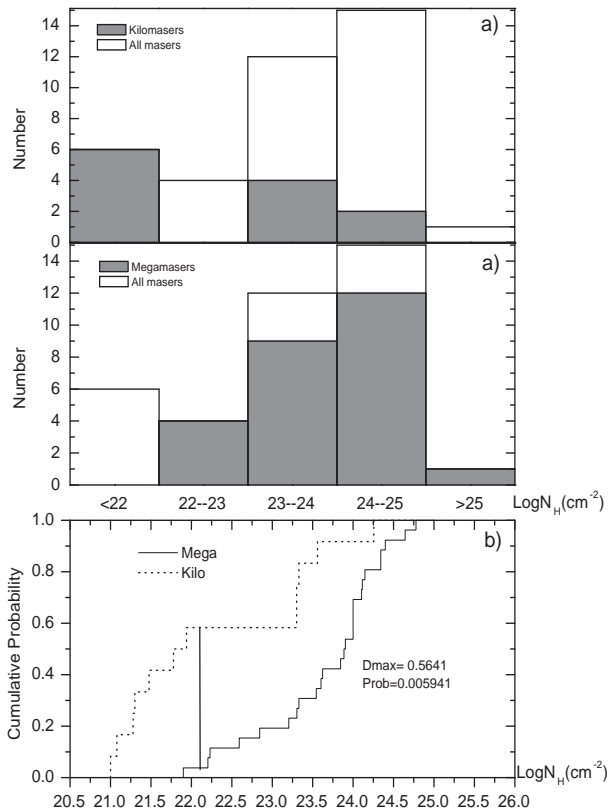 14
12
10
8
6
4
2
0
Number
Kilomasers
All masers
a)
14
12
10
8
6
4
2
0
Number
Megamasers
All masers
a)
<22
22--23
23--24
24--25
>25
LogN_H(cm^-2)
1.0
0.8
0.6
0.4
0.2
0.0
Cumulative Probability
Mega
Kilo
b)
Dmax= 0.5641
Prob=0.005941
20.5
21.0
21.5
22.0
22.5
23.0
23.5
24.0
24.5
25.0
25.5
26.0
LogN_H(cm^-2)